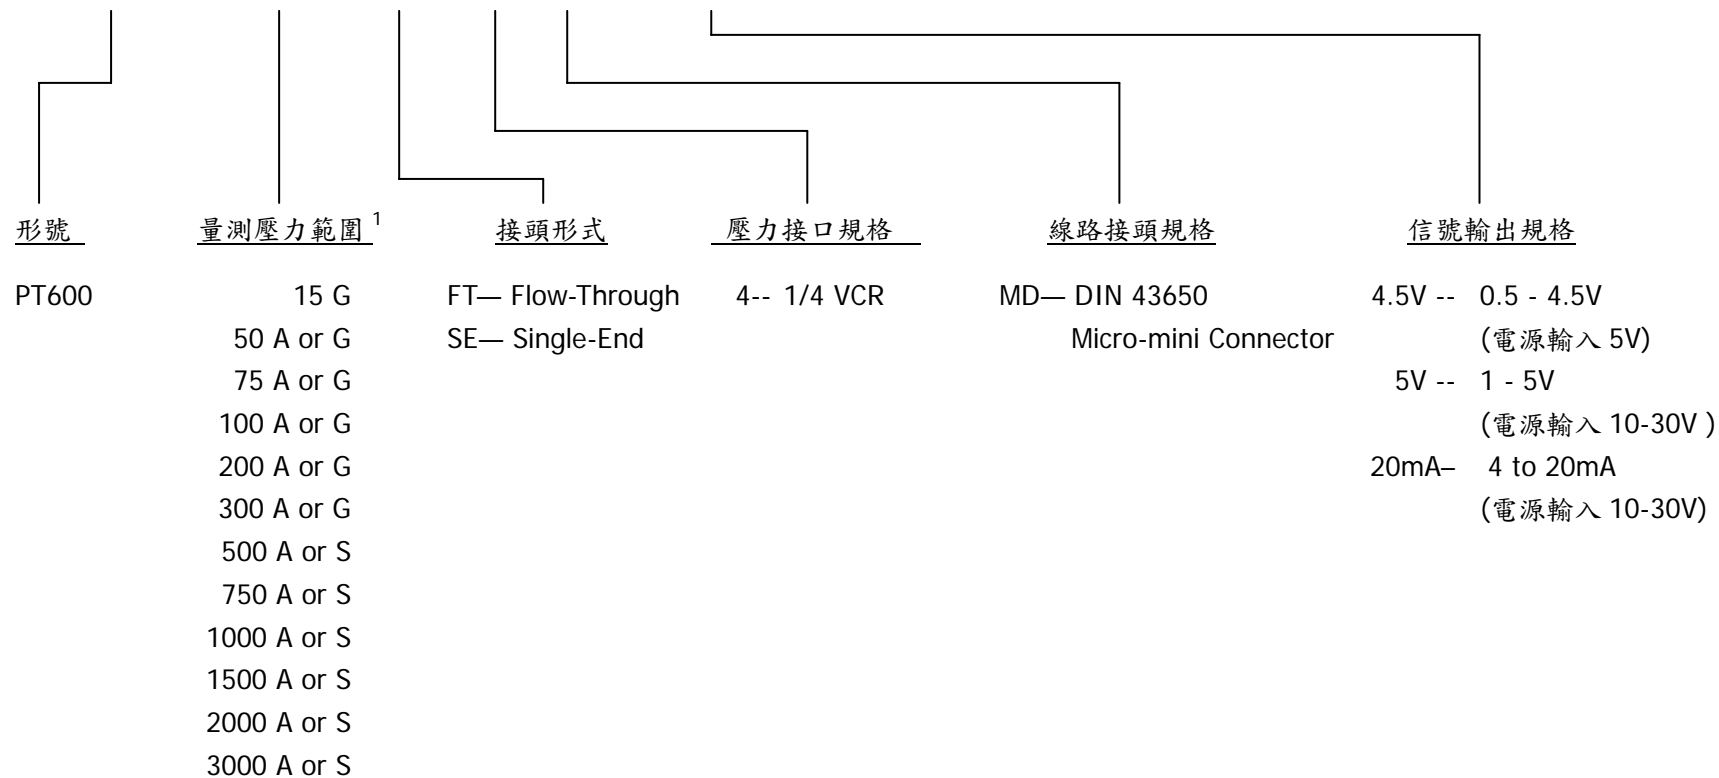 形號 量測壓力範圍1 接頭形式 壓力接口規格 線路接頭規格 信號輸出規格
PT600 15 G FT— Flow-Through 4-- 1/4 VCR MD— DIN 43650 4.5V -- 0.5 - 4.5V
50 A or G SE— Single-End Micro-mini Connector (電源輸入 5V)
75 A or G 5V -- 1 - 5V
100 A or G (電源輸入 10-30V )
200 A or G 20mA– 4 to 20mA
300 A or G (電源輸入 10-30V)
500 A or S
750 A or S
1000 A or S
1500 A or S
2000 A or S
3000 A or S